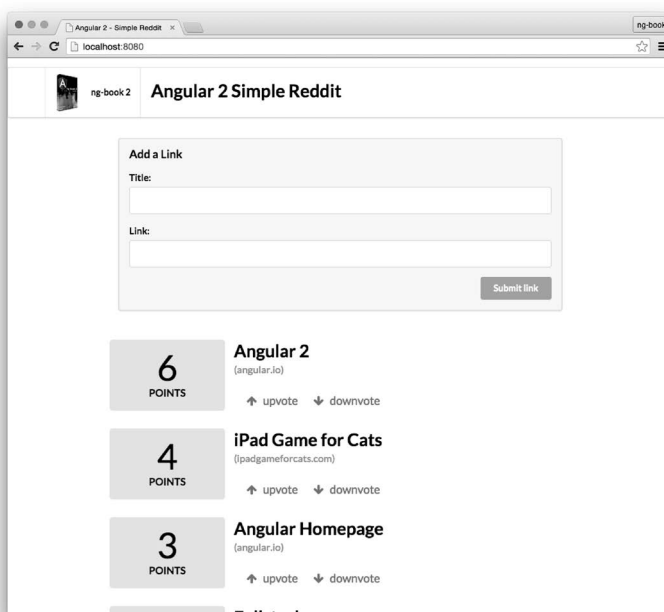 Angular 2 - Simple Reddit
ng-book
localhost:8080
ng-book 2
Angular 2 Simple Reddit
Add a Link
Title:
Link:
Submit link
6
POINTS
Angular 2
(angular.io)
upvote downvote
4
POINTS
iPad Game for Cats
(ipadgameforcats.com)
upvote downvote
3
POINTS
Angular Homepage
(angular.io)
upvote downvote